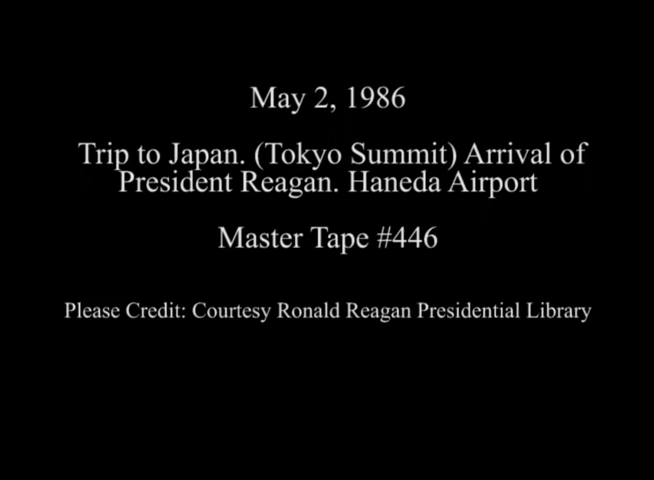 May 2, 1986
Trip to Japan. (Tokyo Summit) Arrival of
President Reagan. Haneda Airport
Master Tape #446
Please Credit: Courtesy Ronald Reagan Presidential Library